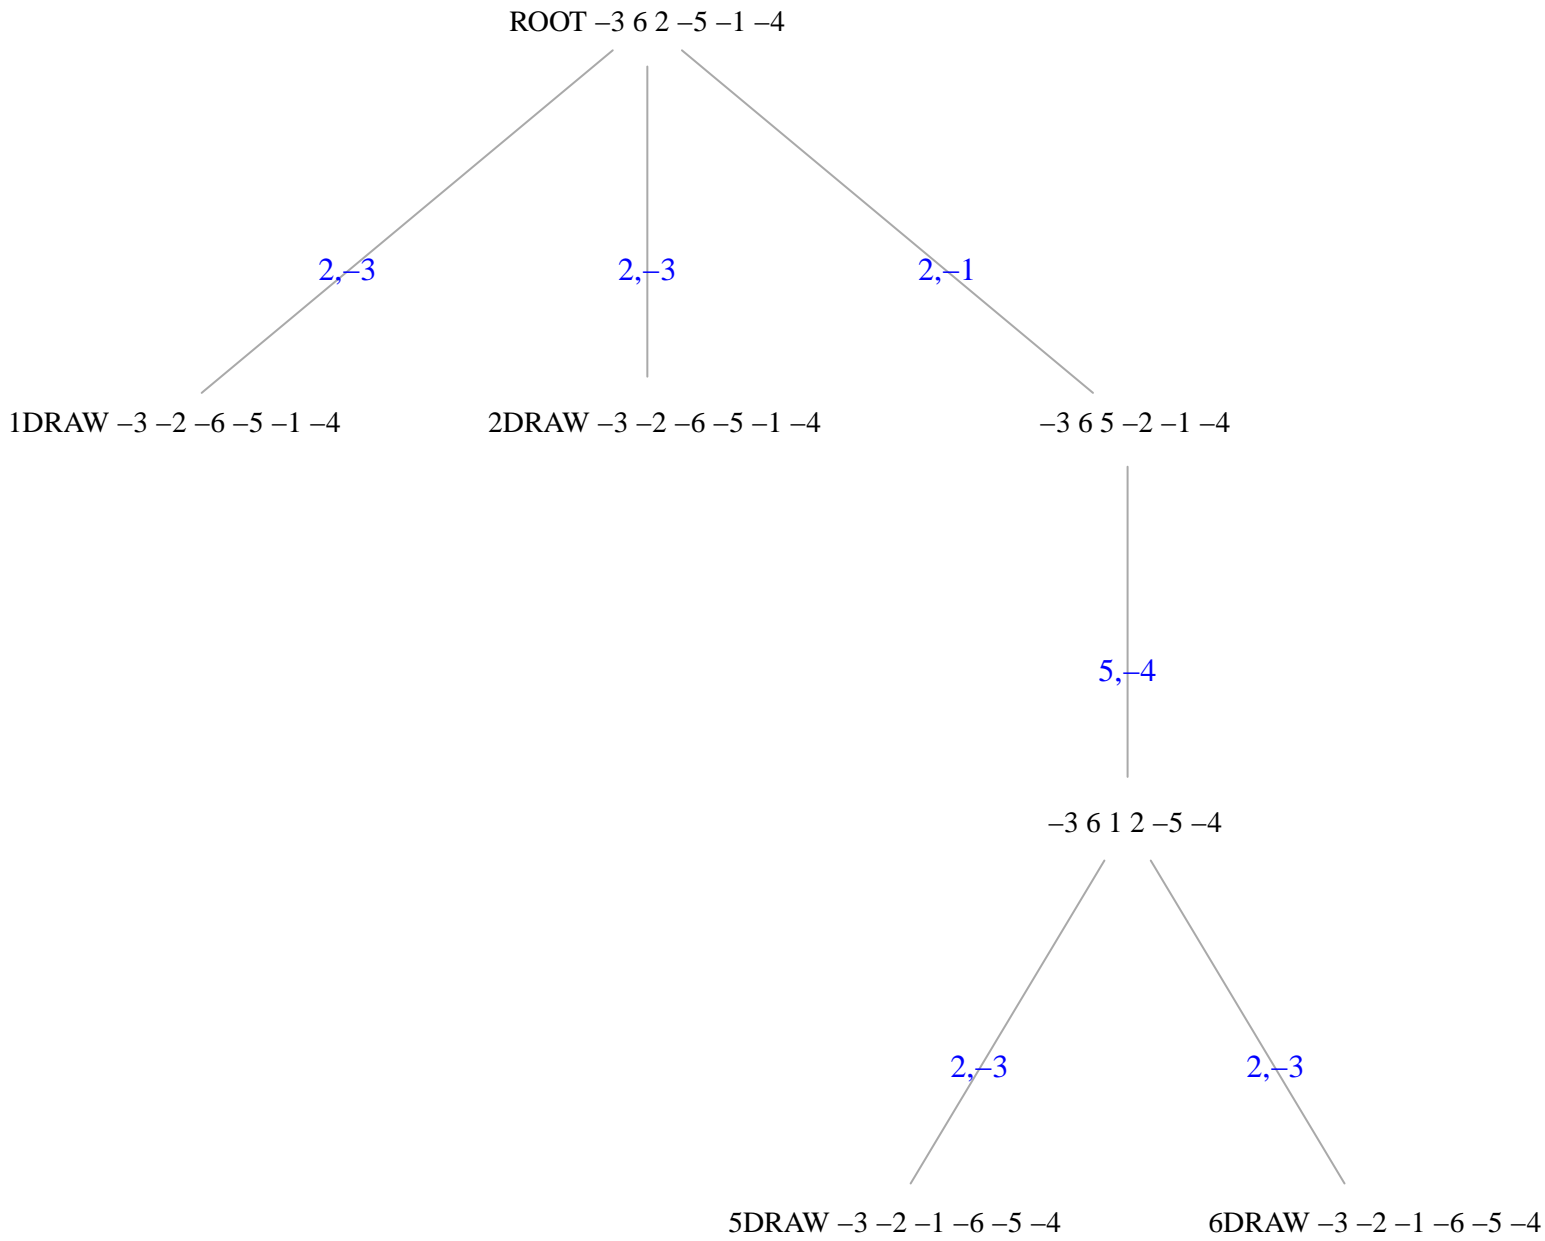 ROOT –3 6 2 –5 –1 –4
2,–3
2,–3
2,–1
1DRAW –3 –2 –6 –5 –1 –4
2DRAW –3 –2 –6 –5 –1 –4
–3 6 5 –2 –1 –4
5,–4
–3 6 1 2 –5 –4
2,–3
2,–3
5DRAW –3 –2 –1 –6 –5 –4
6DRAW –3 –2 –1 –6 –5 –4